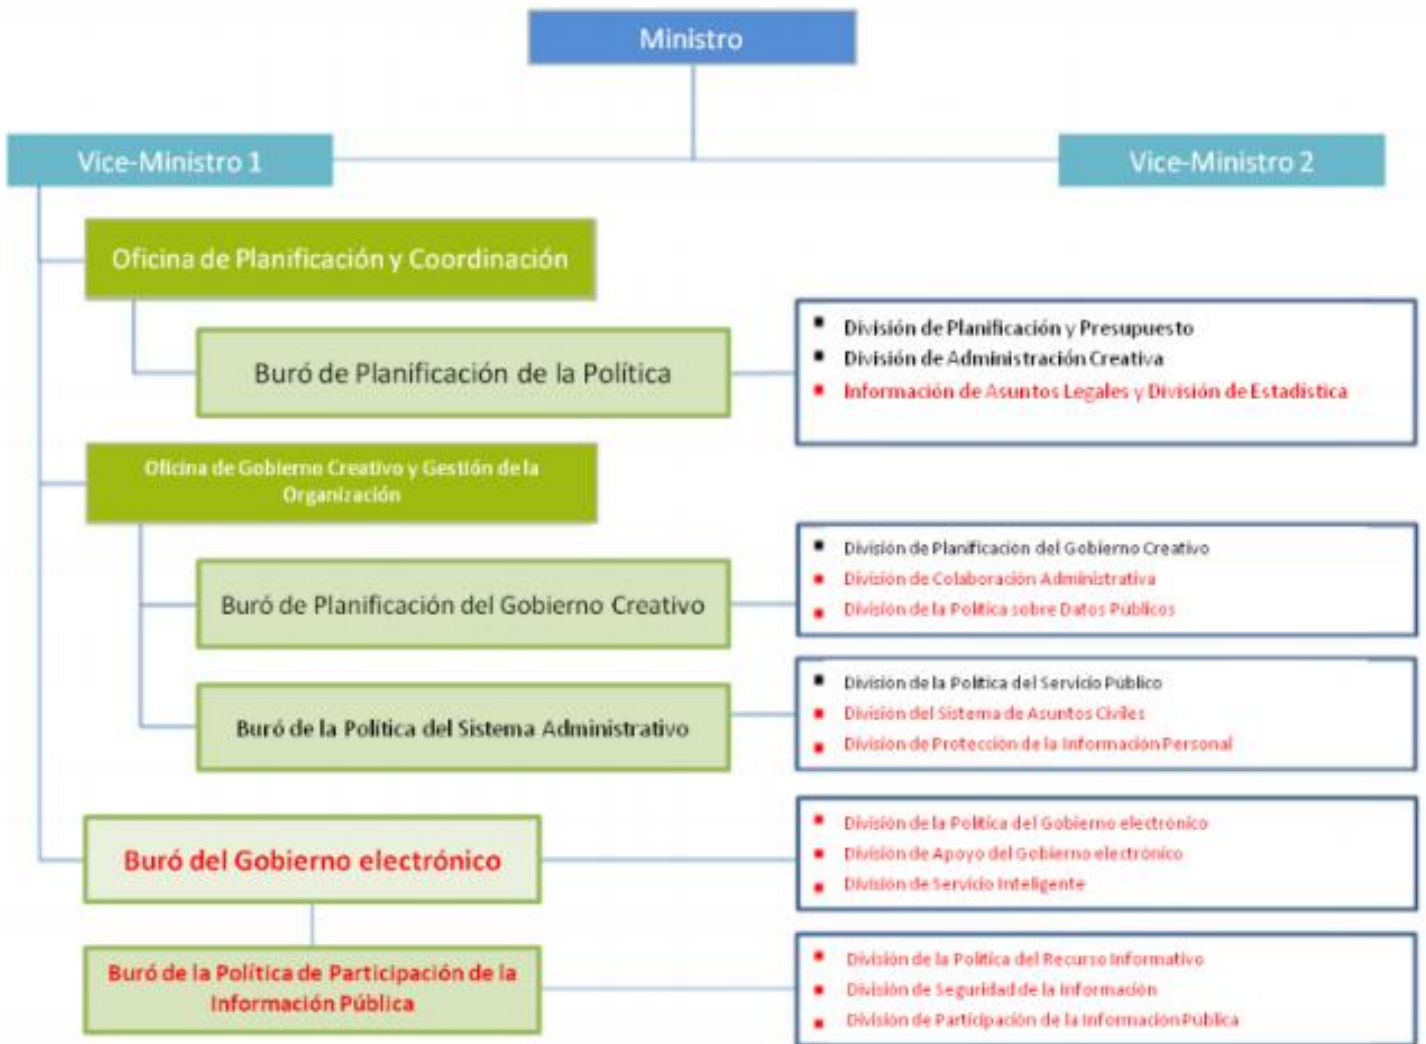 Ministro
Vice-Ministro 1
Vice-Ministro 2
Oficina de Planificación y Coordinación
Buró de Planificación de la Política
División de Planificación y Presupuesto
División de Administración Creativa
Información de Asuntos Legales y División de Estadística
Oficina de Gobierno Creativo y Gestión de la
Organización
Buró de Planificación del Gobierno Creativo
División de Planificación del Gobierno Creativo
División de Colaboración Administrativa
División de la Política sobre Datos Públicos
Buró de la Política del Sistema Administrativo
División de la Política del Servicio Público
División del Sistema de Asuntos Civiles
División de Protección de la Información Personal
Buró del Gobierno electrónico
División de la Política del Gobierno electrónico
División de Apoyo del Gobierno electrónico
División de Servicio Inteligente
Buró de la Política de Participación de la
Información Pública
División de la Política del Recurso Informativo
División de Seguridad de la Información
División de Participación de la Información Pública